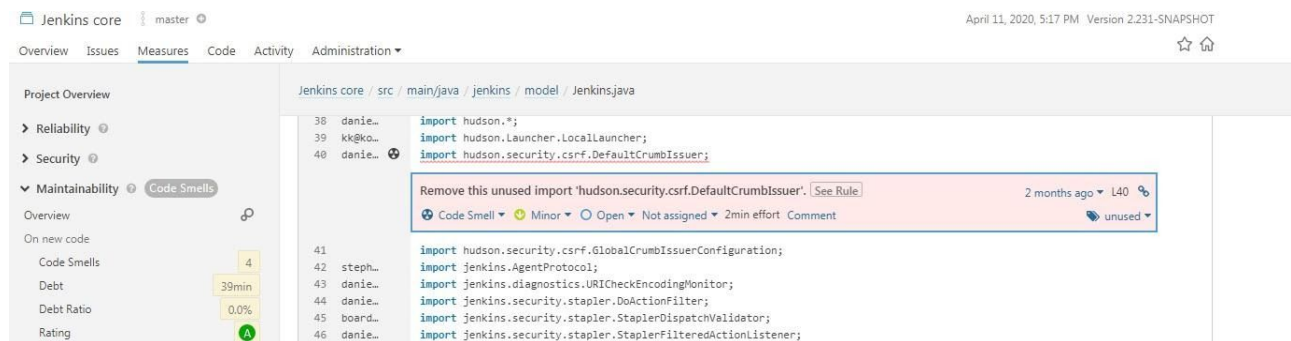 Jenkins core master April 11, 2020, 5:17 PM Version 2.231-SNAPSHOT
Overview Issues Measures Code Activity Administration
Project Overview
Jenkins core / src / main/java / jenkins / model / Jenkins.java
Reliability
Security
Maintainability Code Smells
Overview
On new code
Code Smells 4
Debt 39min
Debt Ratio 0.0%
Rating A
38 danie… import hudson.*;
39 kk@ko… import hudson.Launcher.LocalLauncher;
40 danie… import hudson.security.csrf.DefaultCrumbIssuer;
Remove this unused import 'hudson.security.csrf.DefaultCrumbIssuer'. See Rule 2 months ago L40
Code Smell Minor Open Not assigned 2min effort Comment unused
41 import hudson.security.csrf.GlobalCrumbIssuerConfiguration;
42 steph… import jenkins.AgentProtocol;
43 danie… import jenkins.diagnostics.URICheckEncodingMonitor;
44 danie… import jenkins.security.stapler.DoActionFilter;
45 board… import jenkins.security.stapler.StaplerDispatchValidator;
46 danie… import jenkins.security.stapler.StaplerFilteredActionListener;